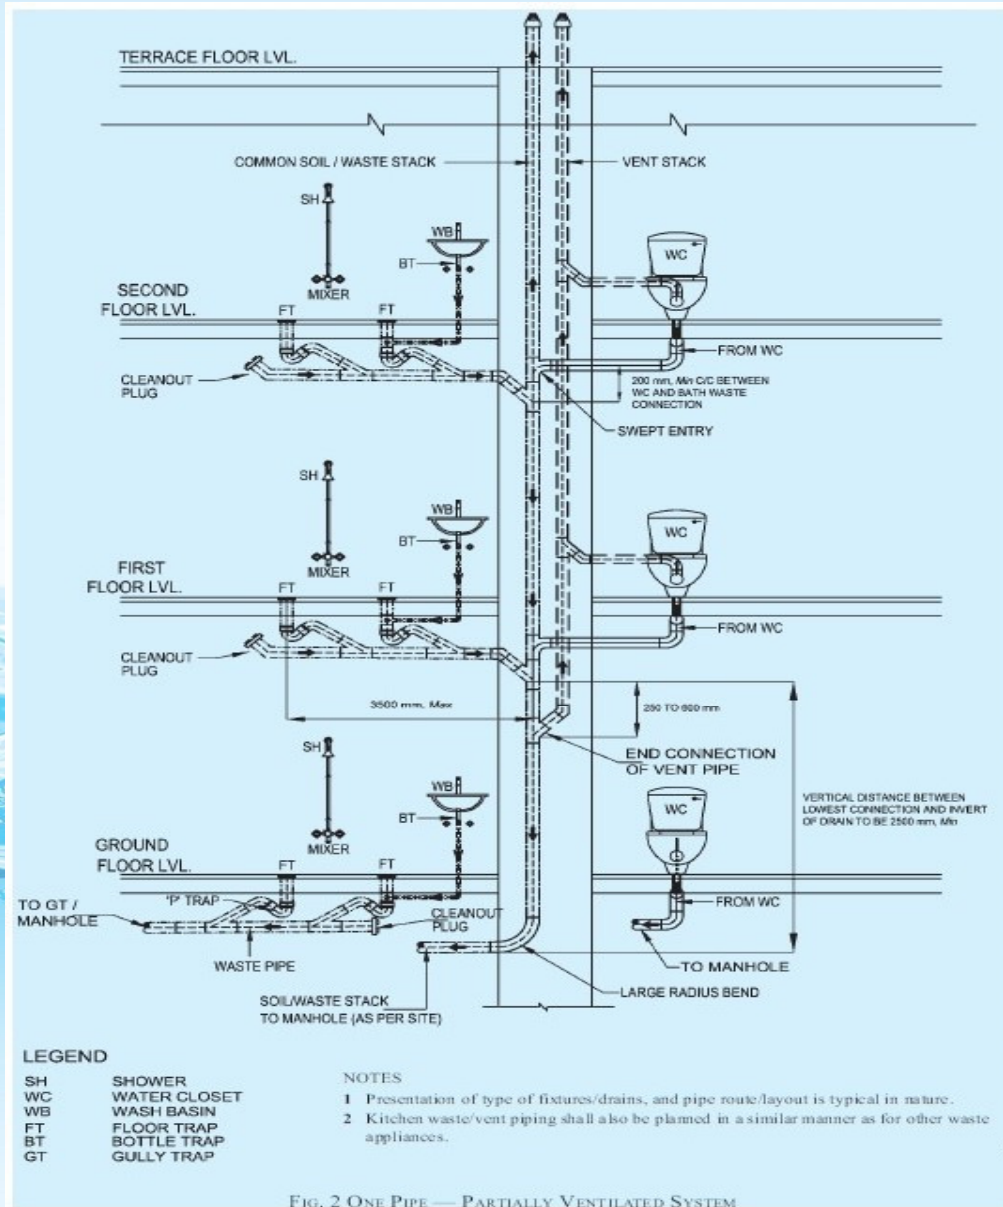 TERRACE FLOOR LVL.
COMMON SOIL / WASTE STACK
VENT STACK
SH
WB
WC
BT
MIXER
SECOND
FLOOR LVL.
FT
FT
FROM WC
CLEANOUT
PLUG
200 mm, Min C/C BETWEEN
WC AND BATH WASTE
CONNECTION
SWEPT ENTRY
SH
WB
WC
BT
MIXER
FIRST
FLOOR LVL.
FT
FT
FROM WC
CLEANOUT
PLUG
3500 mm, Max
250 TO 600 mm
END CONNECTION
OF VENT PIPE
SH
WB
WC
BT
VERTICAL DISTANCE BETWEEN
LOWEST CONNECTION AND INVERT
OF DRAIN TO BE 2500 mm, Min
MIXER
GROUND
FLOOR LVL.
FT
FT
'P' TRAP
FROM WC
TO GT /
MANHOLE
CLEANOUT
PLUG
WASTE PIPE
TO MANHOLE
LARGE RADIUS BEND
SOIL/WASTE STACK
TO MANHOLE (AS PER SITE)
LEGEND
SH SHOWER
WC WATER CLOSET
WB WASH BASIN
FT FLOOR TRAP
BT BOTTLE TRAP
GT GULLY TRAP
NOTES
1 Presentation of type of fixtures/drains, and pipe route/layout is typical in nature.
2 Kitchen waste/vent piping shall also be planned in a similar manner as for other waste
appliances.
FIG. 2 ONE PIPE — PARTIALLY VENTILATED SYSTEM